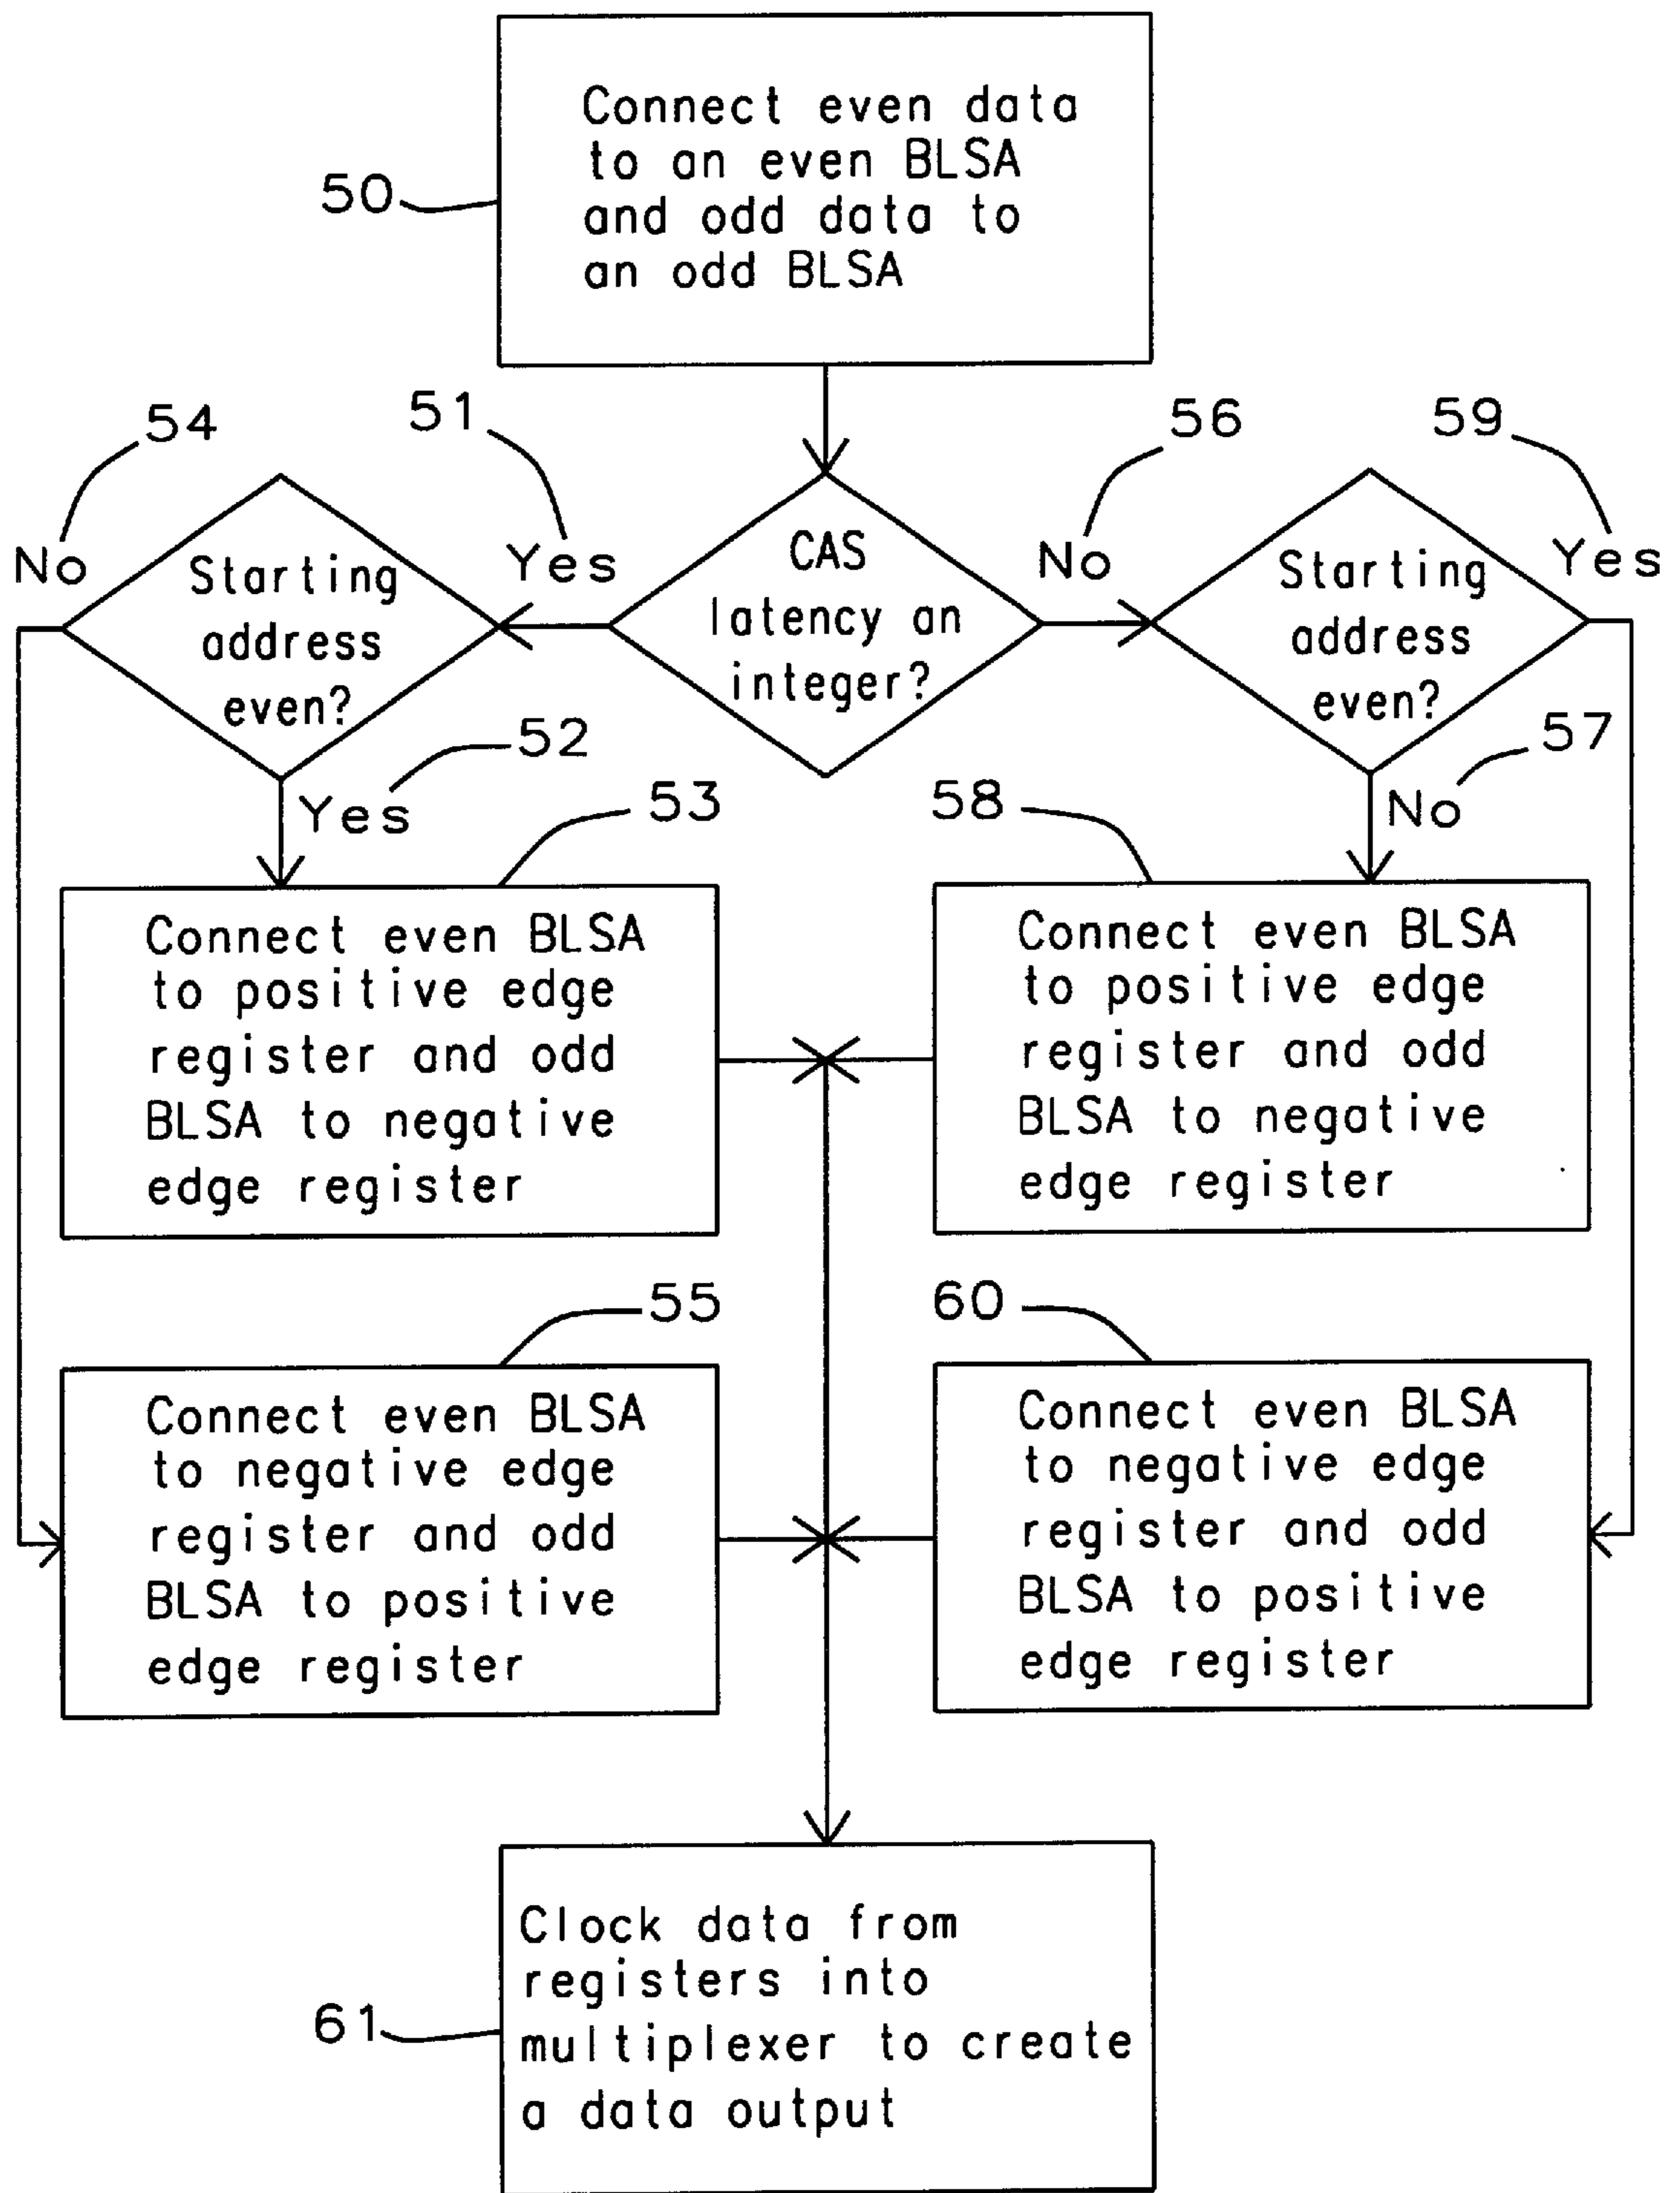 Connect even data
to an even BLSA
and odd data to
an odd BLSA
50
54
51
56
59
No
Starting
address
even?
Yes
CAS
latency an
integer?
No
Starting
address
even?
Yes
52
Yes
57
No
53
58
Connect even BLSA
to positive edge
register and odd
BLSA to negative
edge register
Connect even BLSA
to positive edge
register and odd
BLSA to negative
edge register
55
60
Connect even BLSA
to negative edge
register and odd
BLSA to positive
edge register
Connect even BLSA
to negative edge
register and odd
BLSA to positive
edge register
61
Clock data from
registers into
multiplexer to create
a data output